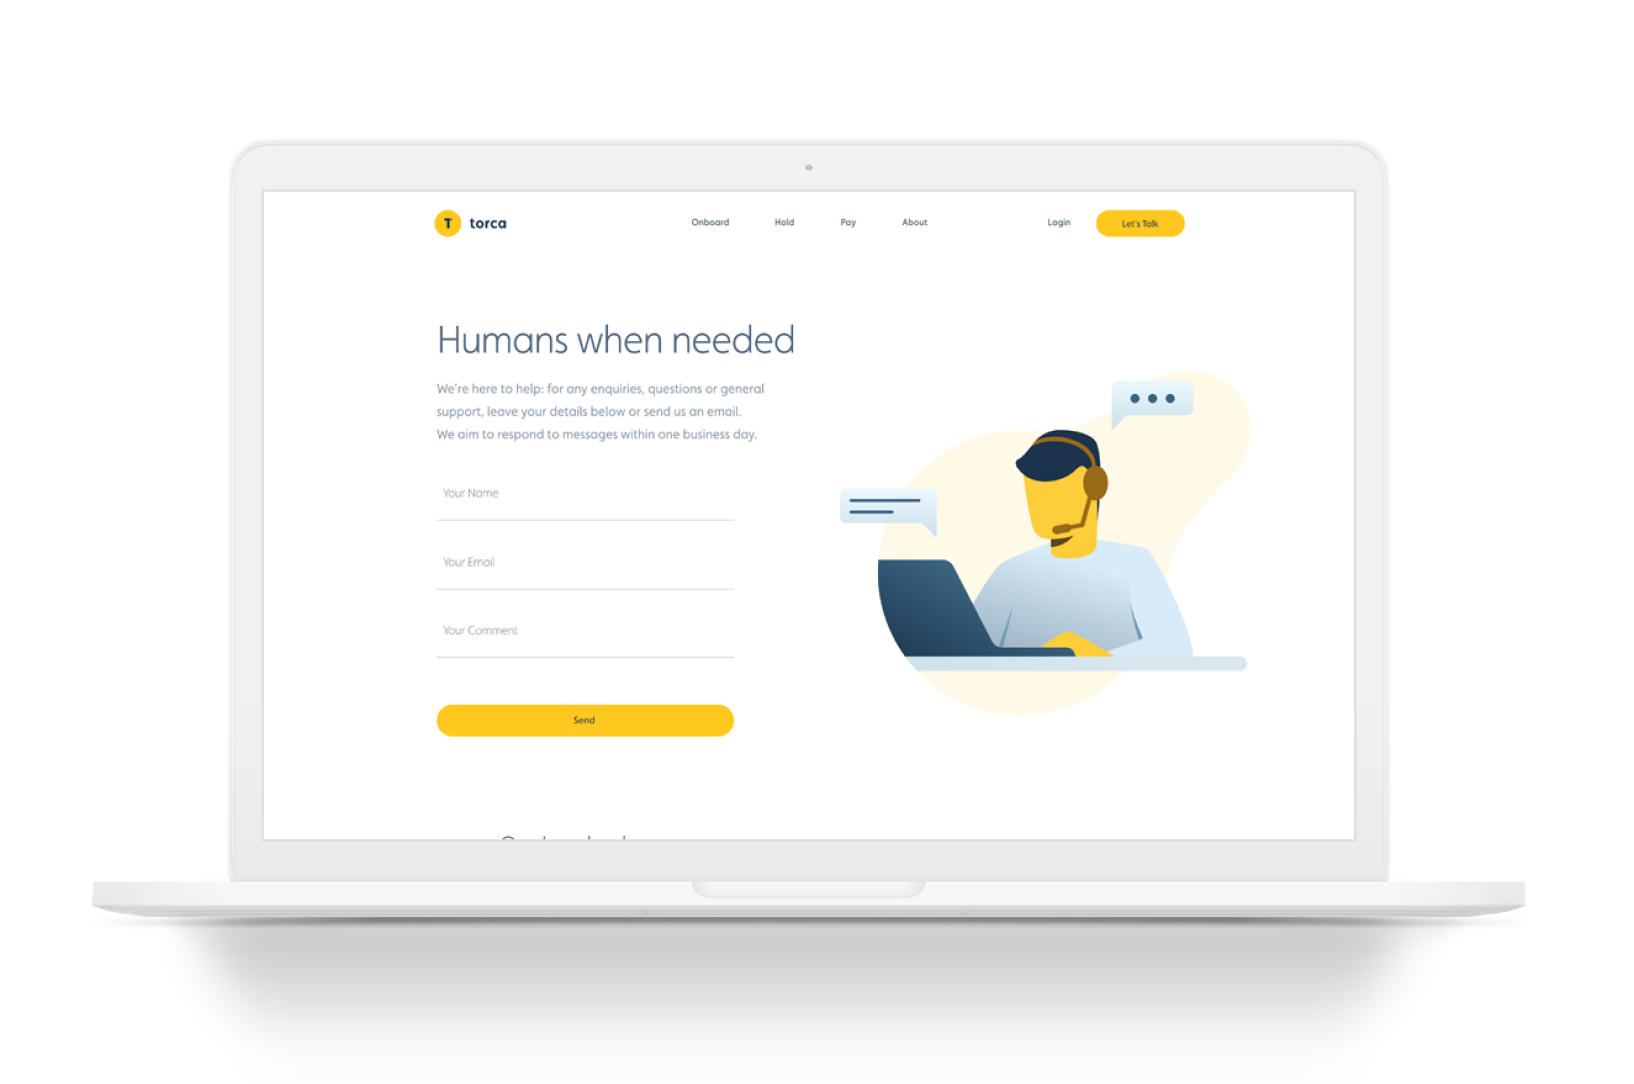 T torca
Onboard Hold Pay About Login Let's Talk
Humans when needed
We're here to help: for any enquiries, questions or general
support, leave your details below or send us an email.
We aim to respond to messages within one business day.
Your Name
Your Email
Your Comment
Send